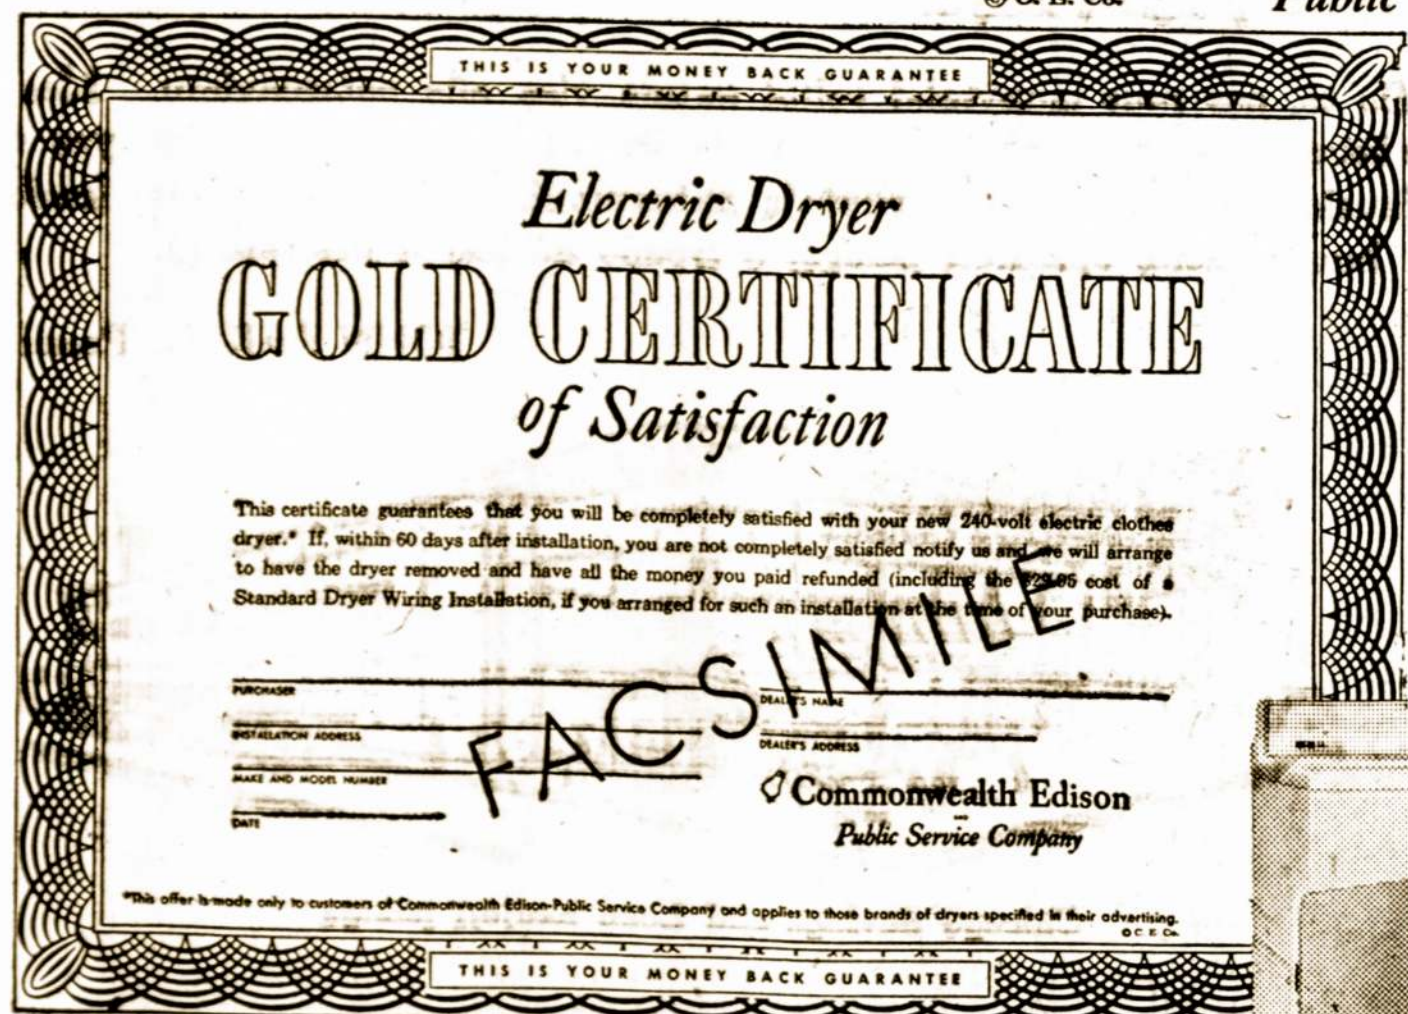 © C. E. Co.
Public
THIS IS YOUR MONEY BACK GUARANTEE
Electric Dryer
GOLD CERTIFICATE
of Satisfaction
This certificate guarantees that you will be completely satisfied with your new 240-volt electric clothes
dryer.* If, within 60 days after installation, you are not completely satisfied notify us and we will arrange
to have the dryer removed and have all the money you paid refunded (including the $29.95 cost of a
Standard Dryer Wiring Installation, if you arranged for such an installation at the time of your purchase).
FACSIMILE
PURCHASER
DEALER'S NAME
INSTALLATION ADDRESS
DEALER'S ADDRESS
MAKE AND MODEL NUMBER
DATE
Commonwealth Edison
AND
Public Service Company
*This offer is made only to customers of Commonwealth Edison-Public Service Company and applies to those brands of dryers specified in their advertising.
© C. E. Co.
THIS IS YOUR MONEY BACK GUARANTEE